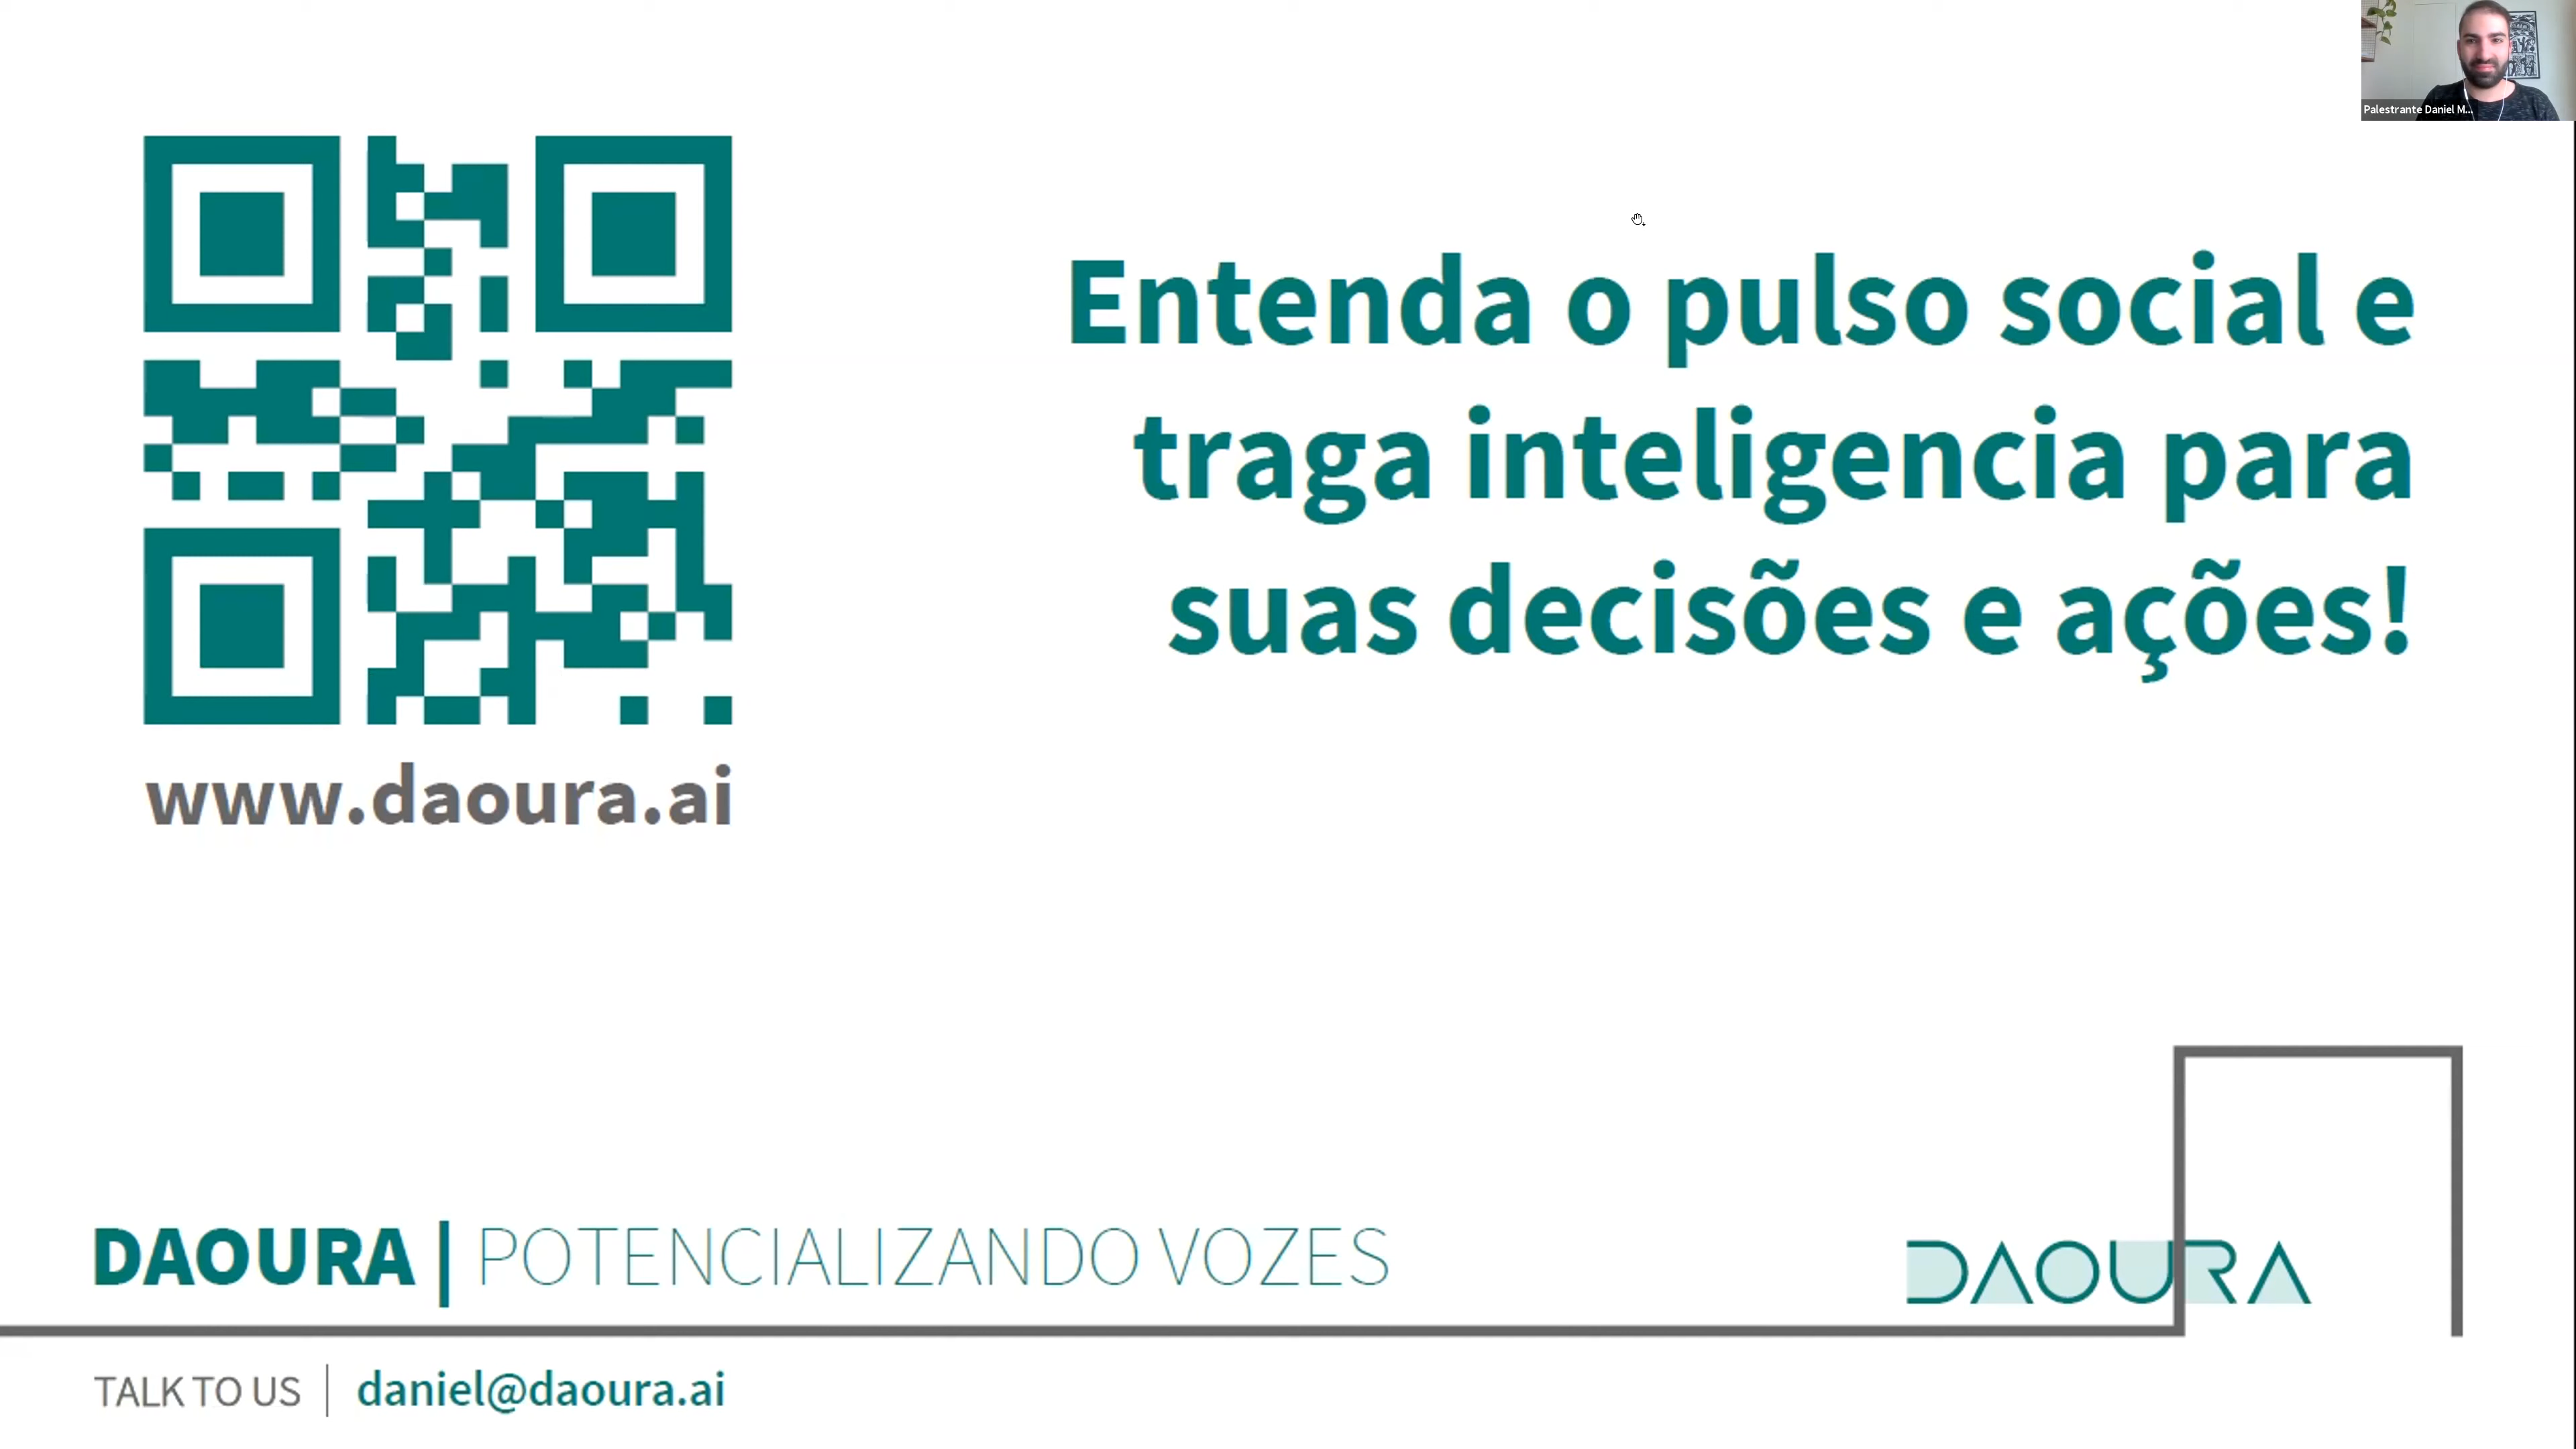 Palestrante Daniel M...
Entenda o pulso social e
traga inteligencia para
suas decisões e ações!
www.daoura.ai
DAOURA | POTENCIALIZANDO VOZES
DAOURA
TALK TO US | daniel@daoura.ai